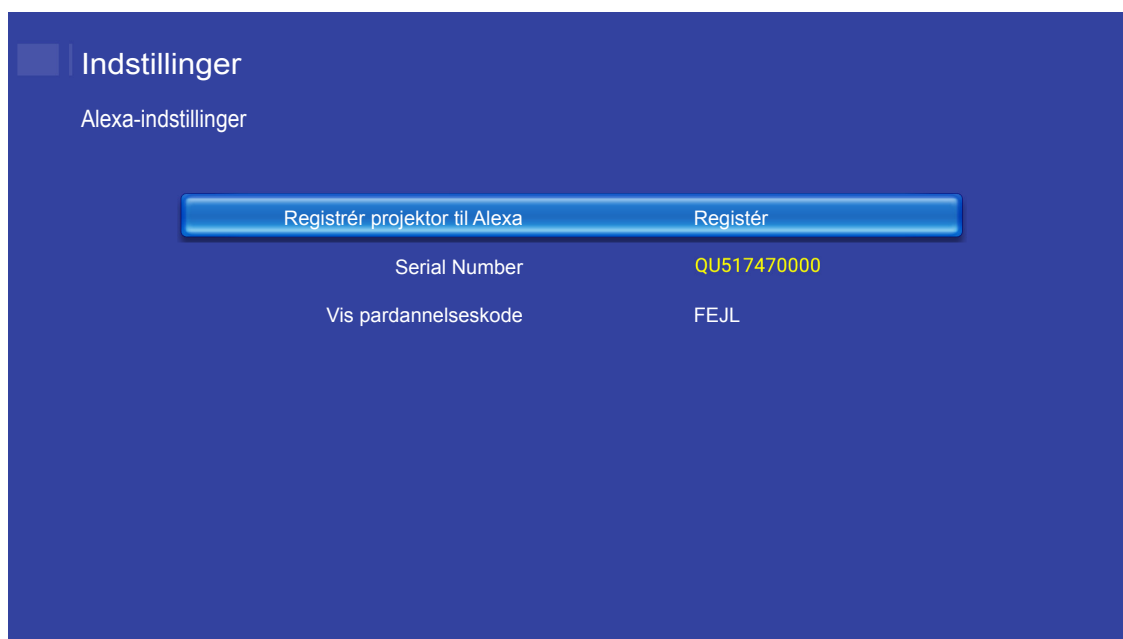 Indstillinger
Alexa-indstillinger
Registrér projektor til Alexa Registér
Serial Number QU517470000
Vis pardannelseskode FEJL